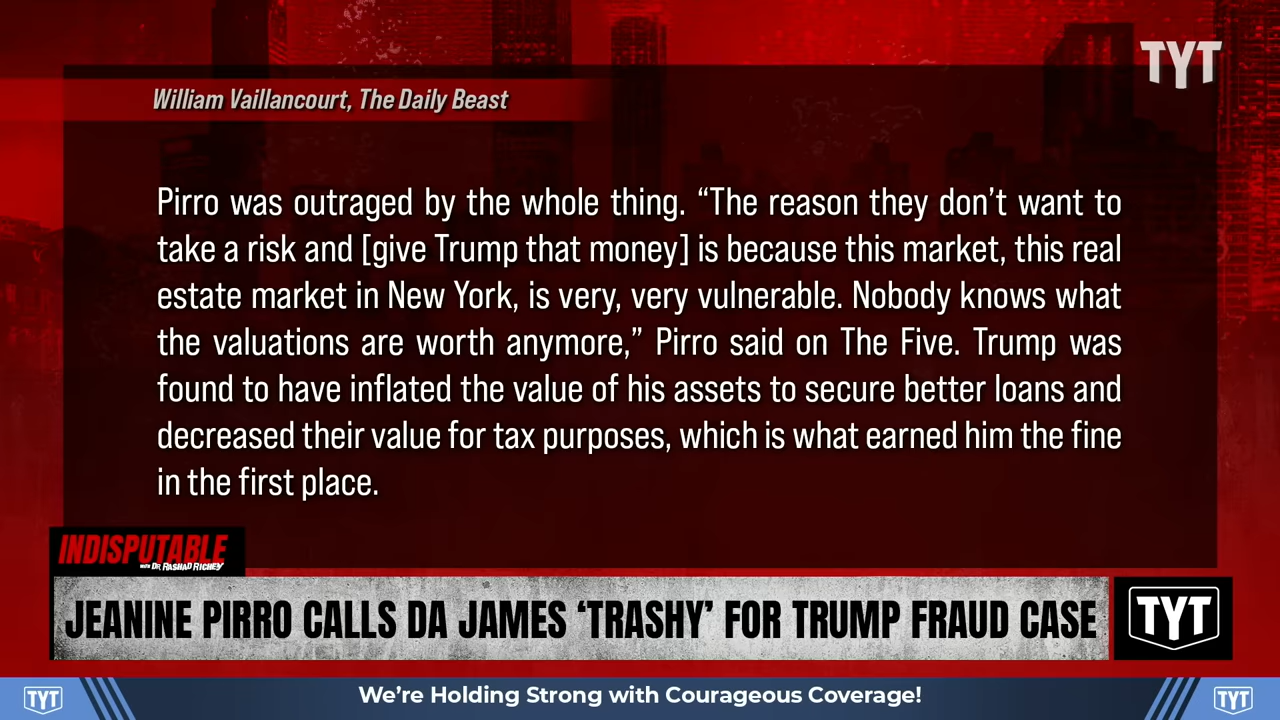 TYT
William Vaillancourt, The Daily Beast
Pirro was outraged by the whole thing. “The reason they don’t want to
take a risk and [give Trump that money] is because this market, this real
estate market in New York, is very, very vulnerable. Nobody knows what
the valuations are worth anymore,” Pirro said on The Five. Trump was
found to have inflated the value of his assets to secure better loans and
decreased their value for tax purposes, which is what earned him the fine
in the first place.
INDISPUTABLE
WITH DR. RASHAD RICHEY
JEANINE PIRRO CALLS DA JAMES ‘TRASHY’ FOR TRUMP FRAUD CASE
TYT
TYT
We’re Holding Strong with Courageous Coverage!
TYT